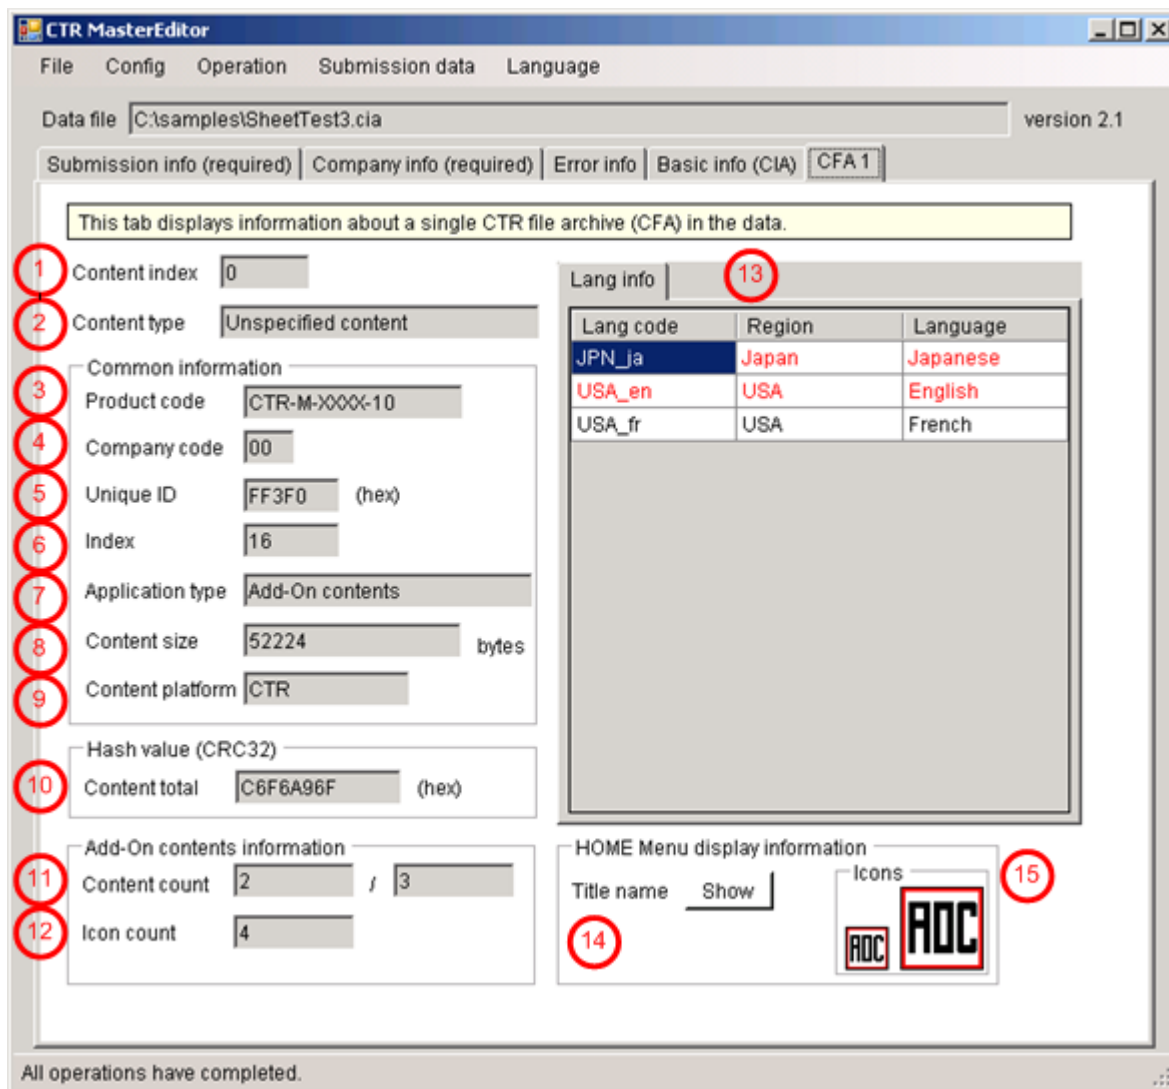 CTR MasterEditor
File Config Operation Submission data Language
Data file C:\samples\SheetTest3.cia version 2.1
Submission info (required) Company info (required) Error info Basic info (CIA) CFA 1
This tab displays information about a single CTR file archive (CFA) in the data.
1 Content index 0
2 Content type Unspecified content
Common information
3 Product code CTR-M-XXXX-10
4 Company code 00
5 Unique ID FF3F0 (hex)
6 Index 16
7 Application type Add-On contents
8 Content size 52224 bytes
9 Content platform CTR
Hash value (CRC32)
10 Content total C6F6A96F (hex)
Add-On contents information
11 Content count 2 / 3
12 Icon count 4
Lang info 13
Lang code Region Language
JPN_ja Japan Japanese
USA_en USA English
USA_fr USA French
HOME Menu display information
Title name Show
14
Icons 15
AOC AOC
All operations have completed.